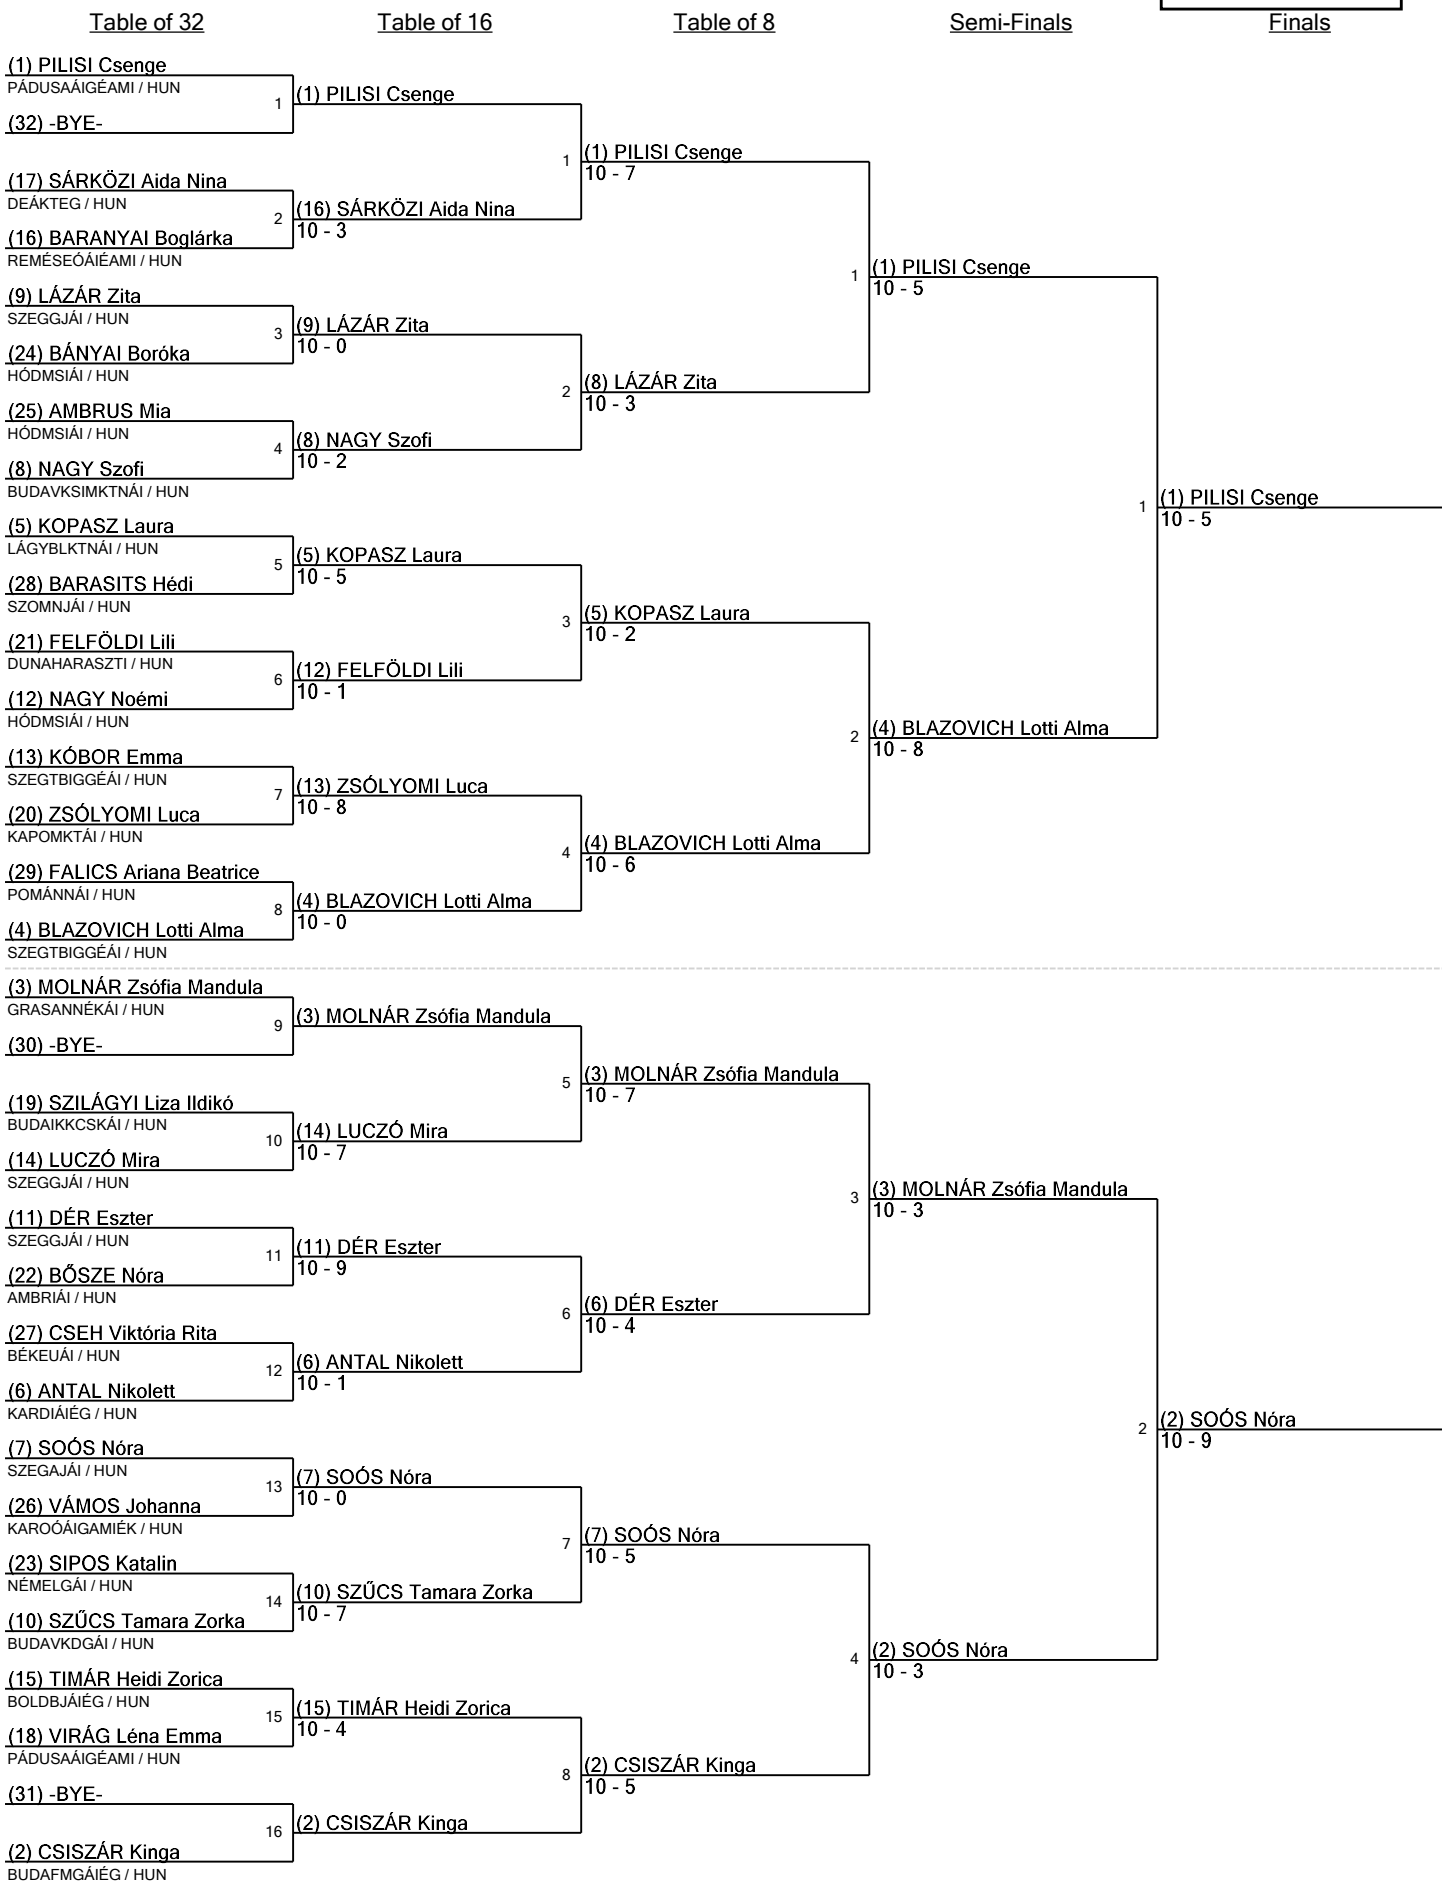 Table of 32
Table of 16
Table of 8
Semi-Finals
Finals
(1) PILISI Csenge
PÁDUSAÁIGÉAMI / HUN
1
(32) -BYE-
(17) SÁRKÖZI Aida Nina
DEÁKTEG / HUN
2
(16) BARANYAI Boglárka
REMÉSEÓÁIÉAMI / HUN
(9) LÁZÁR Zita
SZEGGJÁI / HUN
3
(24) BÁNYAI Boróka
HÓDMSIÁI / HUN
(25) AMBRUS Mia
HÓDMSIÁI / HUN
4
(8) NAGY Szofi
BUDAVKSIMKTNÁI / HUN
(5) KOPASZ Laura
LÁGYBLKTNÁI / HUN
5
(28) BARASITS Hédi
SZOMNJÁI / HUN
(21) FELFÖLDI Lili
DUNAHARASZTI / HUN
6
(12) NAGY Noémi
HÓDMSIÁI / HUN
(13) KÓBOR Emma
SZEGTBIGGÉÁI / HUN
7
(20) ZSÓLYOMI Luca
KAPOMKTÁI / HUN
(29) FALICS Ariana Beatrice
POMÁNNÁI / HUN
8
(4) BLAZOVICH Lotti Alma
SZEGTBIGGÉÁI / HUN
(3) MOLNÁR Zsófia Mandula
GRASANNÉKÁI / HUN
9
(30) -BYE-
(19) SZILÁGYI Liza Ildikó
BUDAIKKCSKÁI / HUN
10
(14) LUCZÓ Mira
SZEGGJÁI / HUN
(11) DÉR Eszter
SZEGGJÁI / HUN
11
(22) BŐSZE Nóra
AMBRIÁI / HUN
(27) CSEH Viktória Rita
BÉKEUÁI / HUN
12
(6) ANTAL Nikolett
KARDIÁIÉG / HUN
(7) SOÓS Nóra
SZEGAJÁI / HUN
13
(26) VÁMOS Johanna
KAROÓÁIGAMIÉK / HUN
(23) SIPOS Katalin
NÉMELGÁI / HUN
14
(10) SZŰCS Tamara Zorka
BUDAVKDGÁI / HUN
(15) TIMÁR Heidi Zorica
BOLDBJÁIÉG / HUN
15
(18) VIRÁG Léna Emma
PÁDUSAÁIGÉAMI / HUN
(31) -BYE-
16
(2) CSISZÁR Kinga
BUDAFMGÁIÉG / HUN
(1) PILISI Csenge
1
(16) SÁRKÖZI Aida Nina
10 - 3
(9) LÁZÁR Zita
10 - 0
2
(8) NAGY Szofi
10 - 2
(5) KOPASZ Laura
10 - 5
3
(12) FELFÖLDI Lili
10 - 1
(13) ZSÓLYOMI Luca
10 - 8
4
(4) BLAZOVICH Lotti Alma
10 - 0
(3) MOLNÁR Zsófia Mandula
5
(14) LUCZÓ Mira
10 - 7
(11) DÉR Eszter
10 - 9
6
(6) ANTAL Nikolett
10 - 1
(7) SOÓS Nóra
10 - 0
7
(10) SZŰCS Tamara Zorka
10 - 7
(15) TIMÁR Heidi Zorica
10 - 4
8
(2) CSISZÁR Kinga
(1) PILISI Csenge
10 - 7
1
(8) LÁZÁR Zita
10 - 3
(5) KOPASZ Laura
10 - 2
2
(4) BLAZOVICH Lotti Alma
10 - 6
(3) MOLNÁR Zsófia Mandula
10 - 7
3
(6) DÉR Eszter
10 - 4
(7) SOÓS Nóra
10 - 5
4
(2) CSISZÁR Kinga
10 - 5
(1) PILISI Csenge
10 - 5
1
(4) BLAZOVICH Lotti Alma
10 - 8
(3) MOLNÁR Zsófia Mandula
10 - 3
2
(2) SOÓS Nóra
10 - 3
(1) PILISI Csenge
10 - 5
(2) SOÓS Nóra
10 - 9